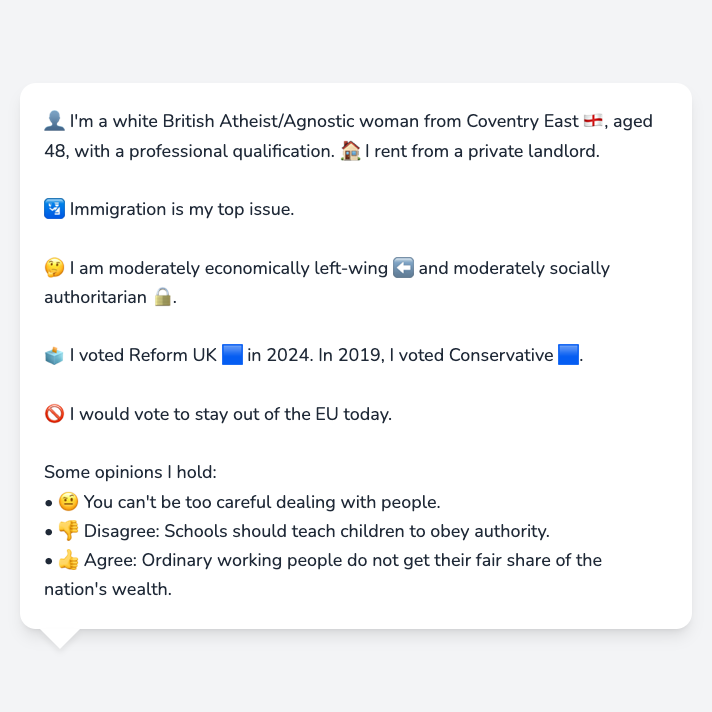 👤 I'm a white British Atheist/Agnostic woman from Coventry East 🏴󠁧󠁢󠁥󠁮󠁧󠁿, aged
48, with a professional qualification. 🏠 I rent from a private landlord.
🛂 Immigration is my top issue.
🤔 I am moderately economically left-wing ⬅️ and moderately socially
authoritarian 🔒.
🗳️ I voted Reform UK 🟦 in 2024. In 2019, I voted Conservative 🟦.
🚫 I would vote to stay out of the EU today.
Some opinions I hold:
• 🤨 You can't be too careful dealing with people.
• 👎 Disagree: Schools should teach children to obey authority.
• 👍 Agree: Ordinary working people do not get their fair share of the
nation's wealth.